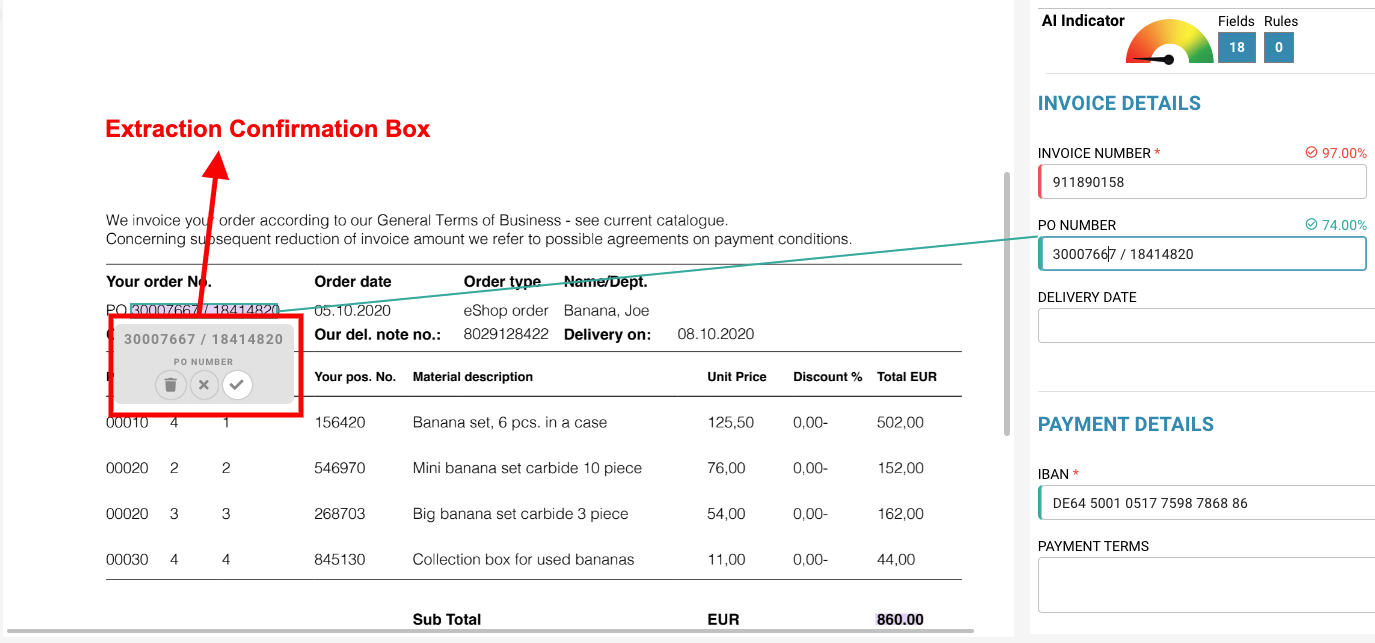 AI Indicator
Fields Rules
18 0
Extraction Confirmation Box
INVOICE DETAILS
INVOICE NUMBER * 97.00%
911890158
PO NUMBER 74.00%
30007667 / 18414820
DELIVERY DATE
PAYMENT DETAILS
IBAN *
DE64 5001 0517 7598 7868 86
PAYMENT TERMS
We invoice your order according to our General Terms of Business - see current catalogue.
Concerning subsequent reduction of invoice amount we refer to possible agreements on payment conditions.
Your order No. Order date Order type Name/Dept.
PO 30007667 / 18414820 05.10.2020 eShop order Banana, Joe
Our del. note no.: 8029128422 Delivery on: 08.10.2020
30007667 / 18414820
PO NUMBER
Your pos. No. Material description Unit Price Discount % Total EUR
00010 4 1 156420 Banana set, 6 pcs. in a case 125,50 0,00- 502,00
00020 2 2 546970 Mini banana set carbide 10 piece 76,00 0,00- 152,00
00020 3 3 268703 Big banana set carbide 3 piece 54,00 0,00- 162,00
00030 4 4 845130 Collection box for used bananas 11,00 0,00- 44,00
Sub Total EUR 860.00